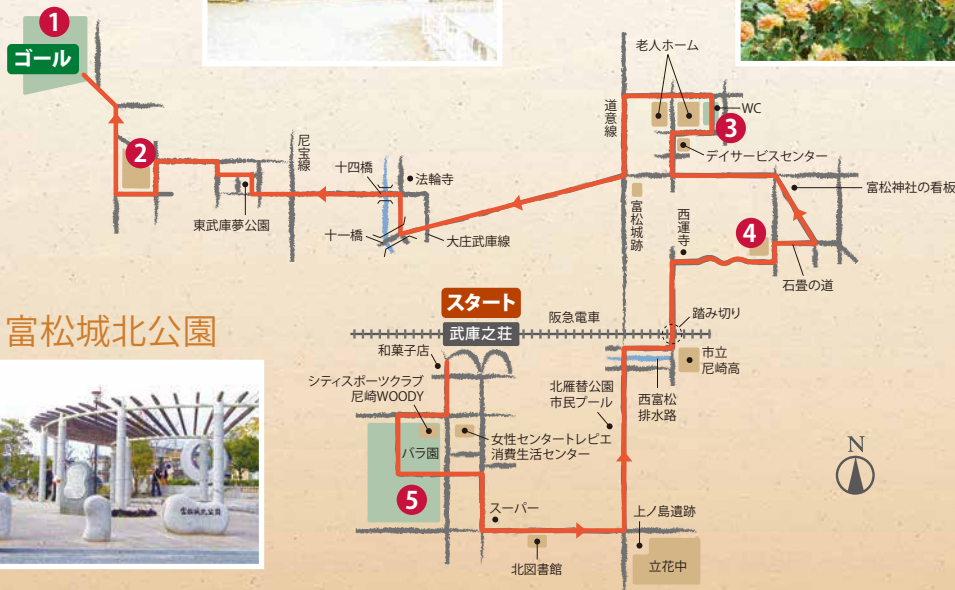 1
ゴール
2
東武庫夢公園
尼宝線
十四橋
法輪寺
十一橋
大庄武庫線
道意線
老人ホーム
WC
3
デイサービスセンター
富松神社の看板
富松城跡
西運寺
4
石畳の道
スタート
武庫之荘
阪急電車
踏み切り
和菓子店
シティスポーツクラブ
尼崎WOODY
バラ園
5
女性センタートレピエ
消費生活センター
スーパー
北図書館
北雁替公園
市民プール
西富松
排水路
市立
尼崎高
上ノ島遺跡
立花中
N
富松城北公園
富松城北公園